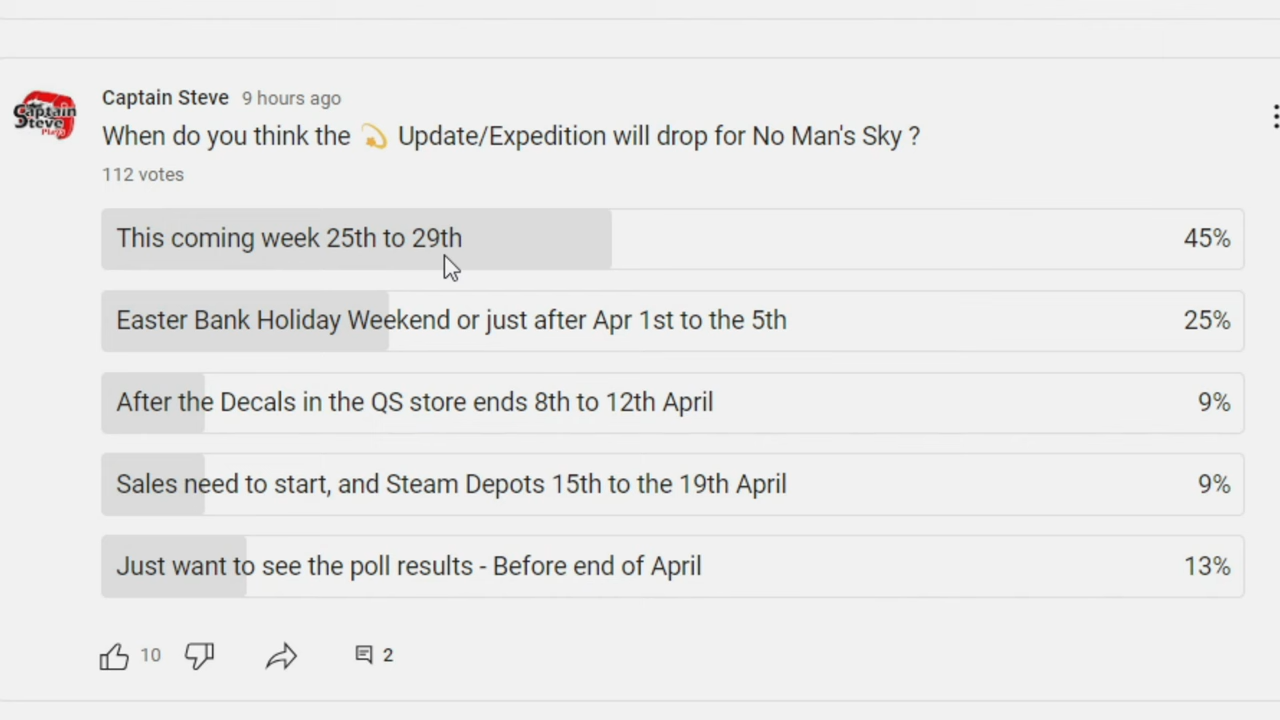 Captain
Steve
Plays
Captain Steve 9 hours ago
When do you think the 💫 Update/Expedition will drop for No Man's Sky ?
112 votes
This coming week 25th to 29th 45%
Easter Bank Holiday Weekend or just after Apr 1st to the 5th 25%
After the Decals in the QS store ends 8th to 12th April 9%
Sales need to start, and Steam Depots 15th to the 19th April 9%
Just want to see the poll results - Before end of April 13%
10 2